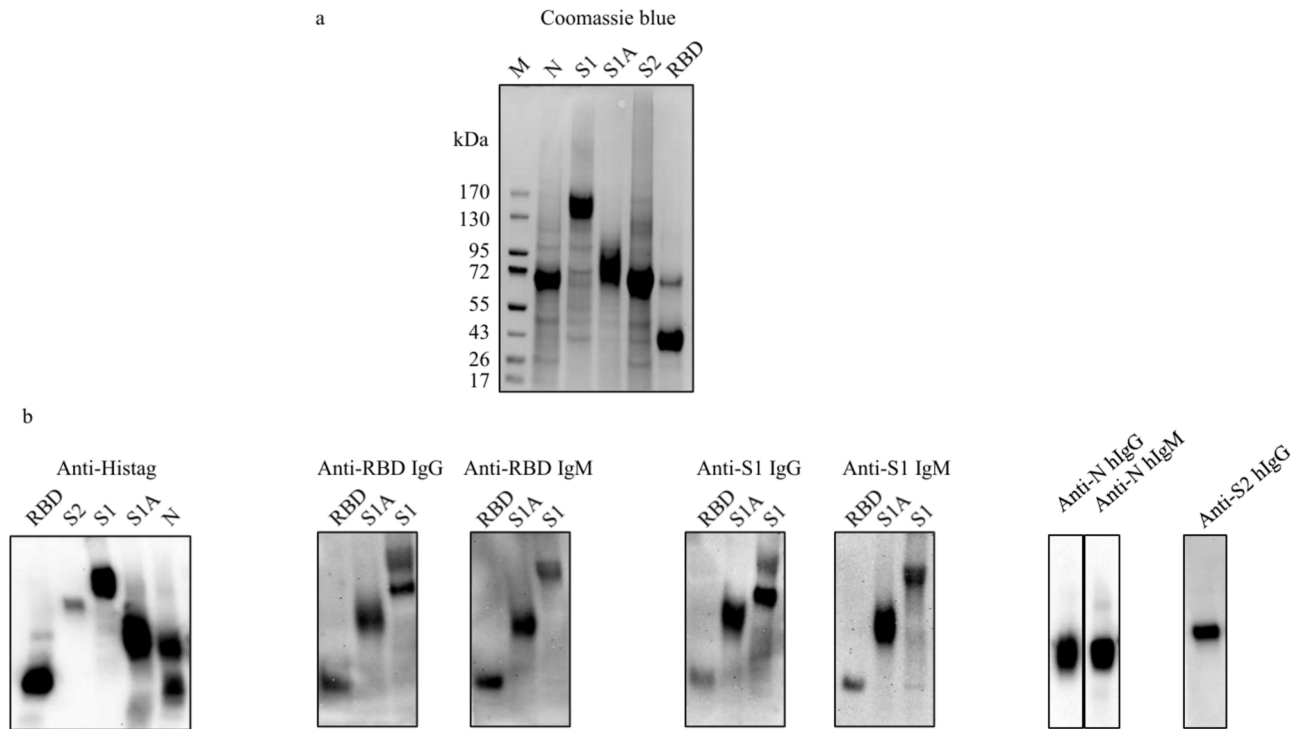 a
Coomassie blue
M N S1 S1A S2 RBD
kDa
170
130
95
72
55
43
26
17
b
Anti-Histag
RBD S2 S1 S1A N
Anti-RBD IgG
RBD S1A S1
Anti-RBD IgM
RBD S1A S1
Anti-S1 IgG
RBD S1A S1
Anti-S1 IgM
RBD S1A S1
Anti-N hIgG
Anti-N hIgM
Anti-S2 hIgG